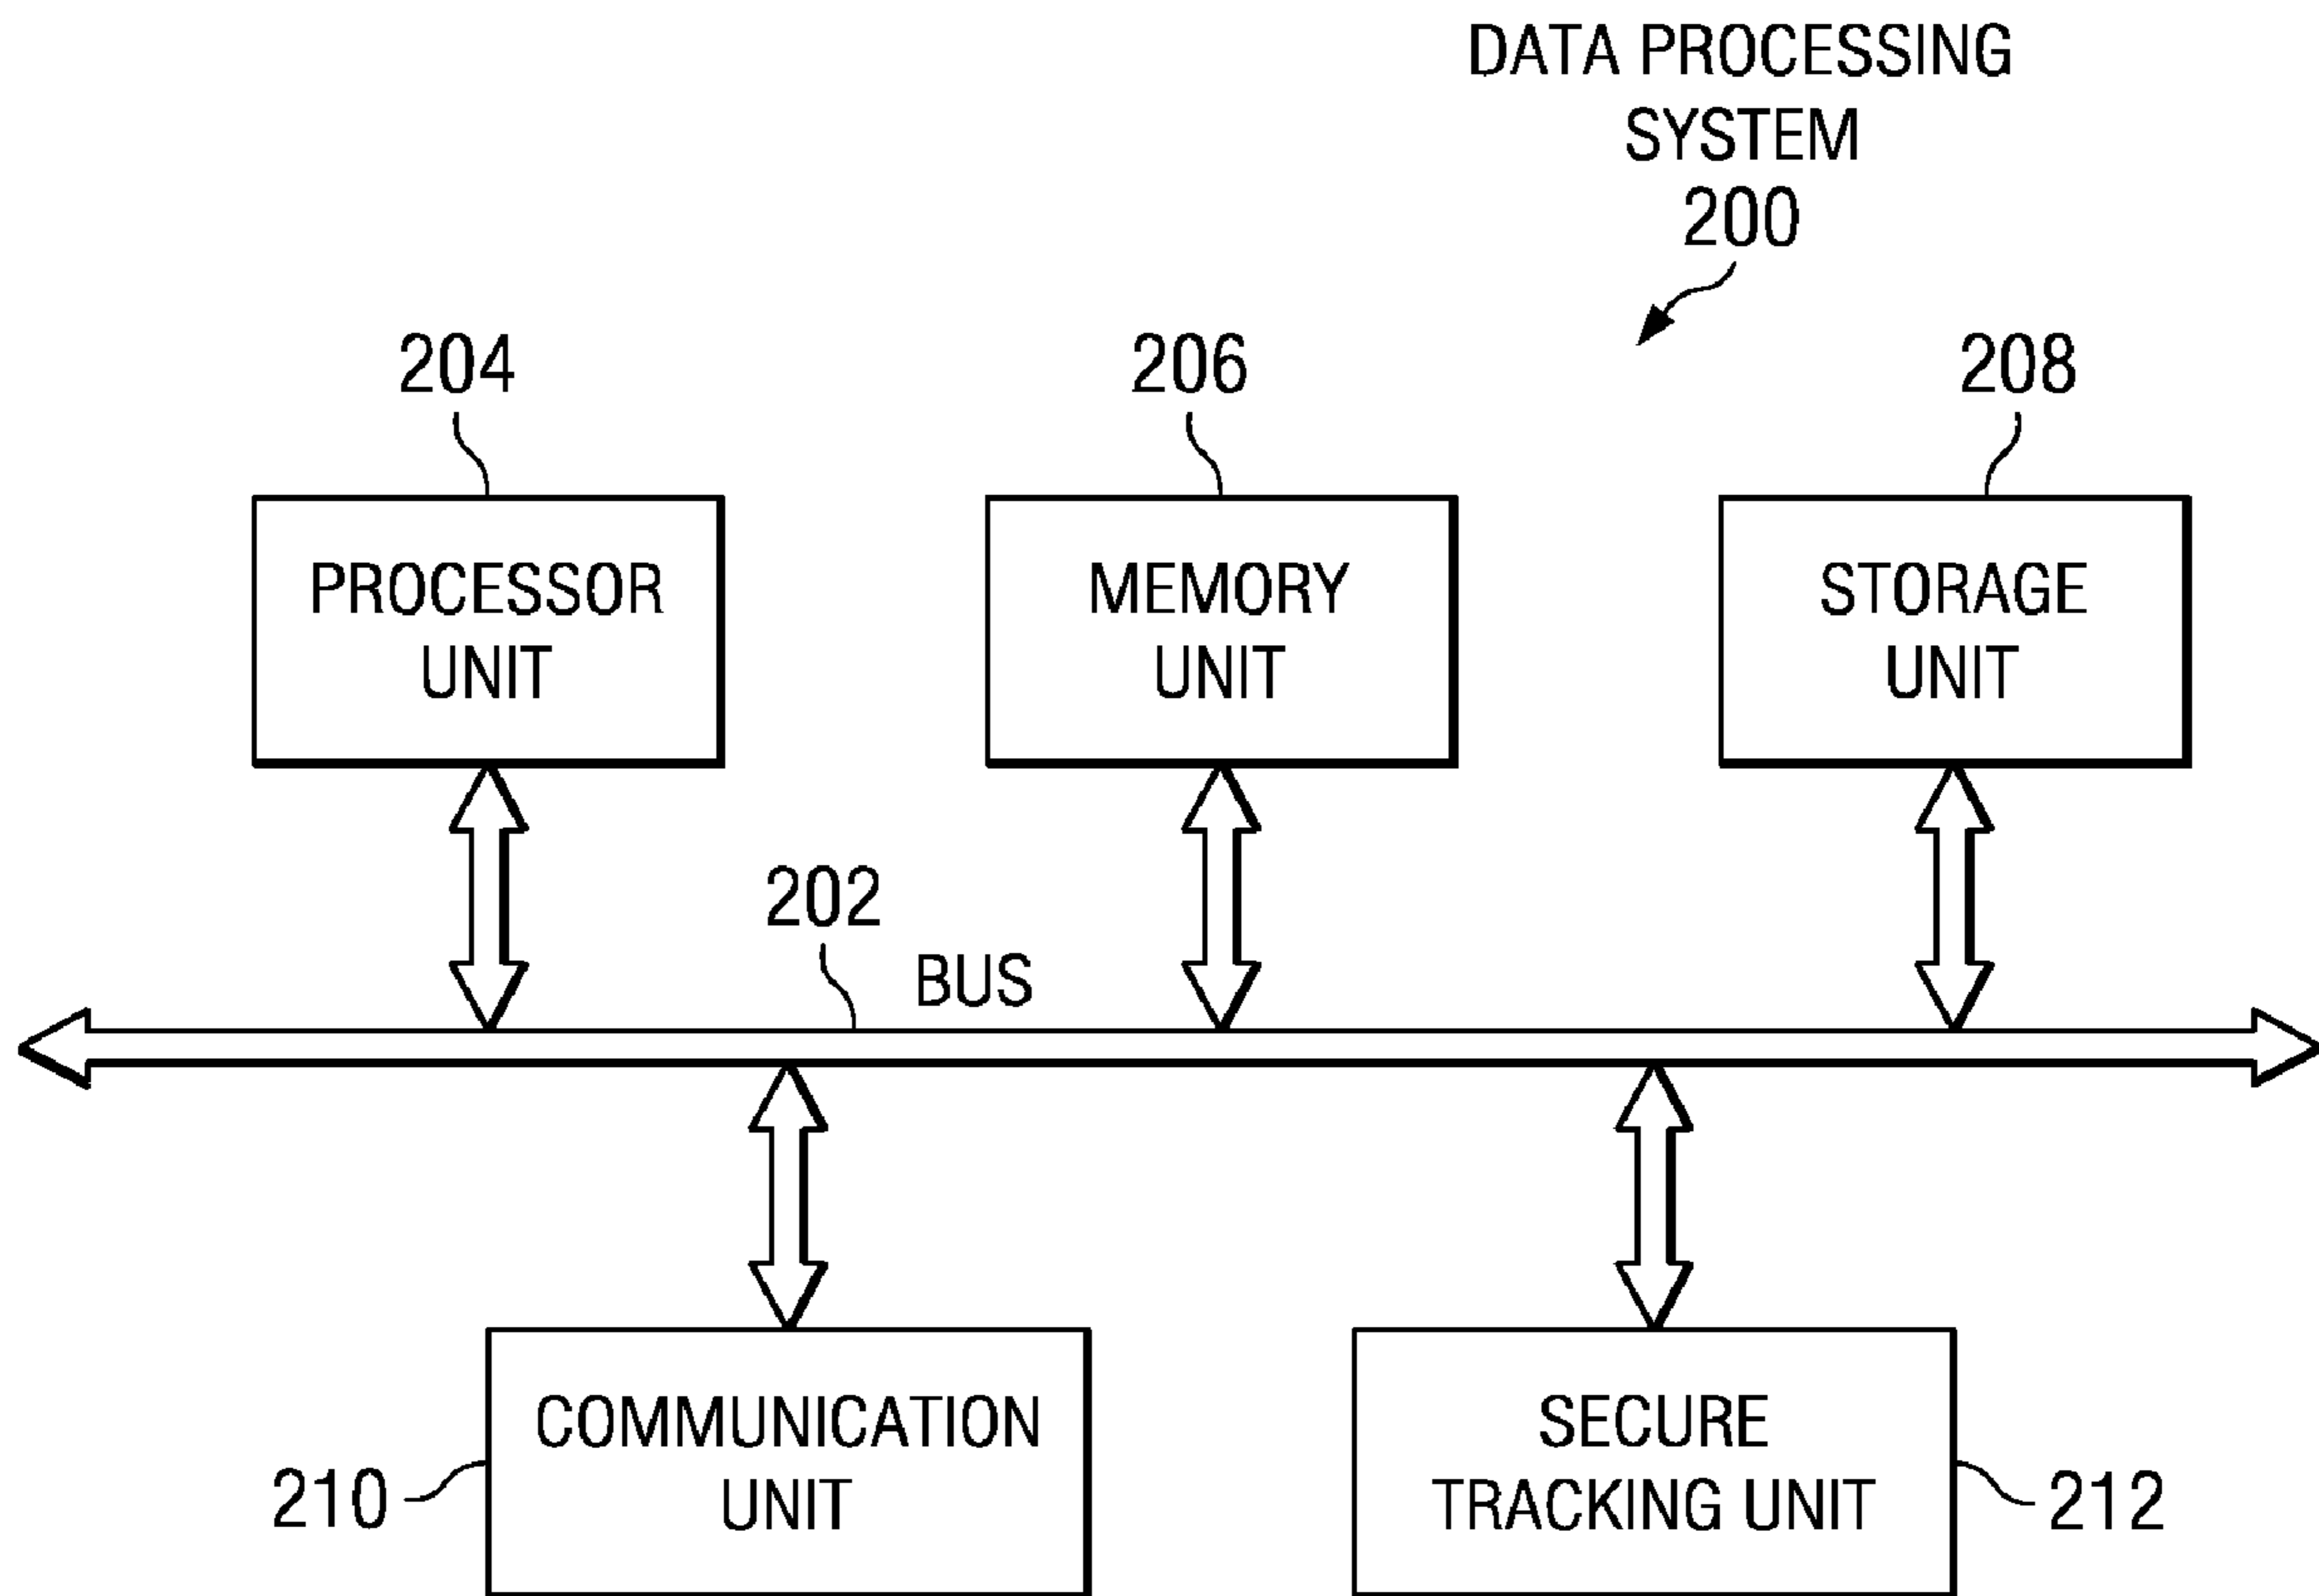 DATA PROCESSING
SYSTEM
200
204
206
208
PROCESSOR
UNIT
MEMORY
UNIT
STORAGE
UNIT
202
BUS
COMMUNICATION
UNIT
210
SECURE
TRACKING UNIT
212